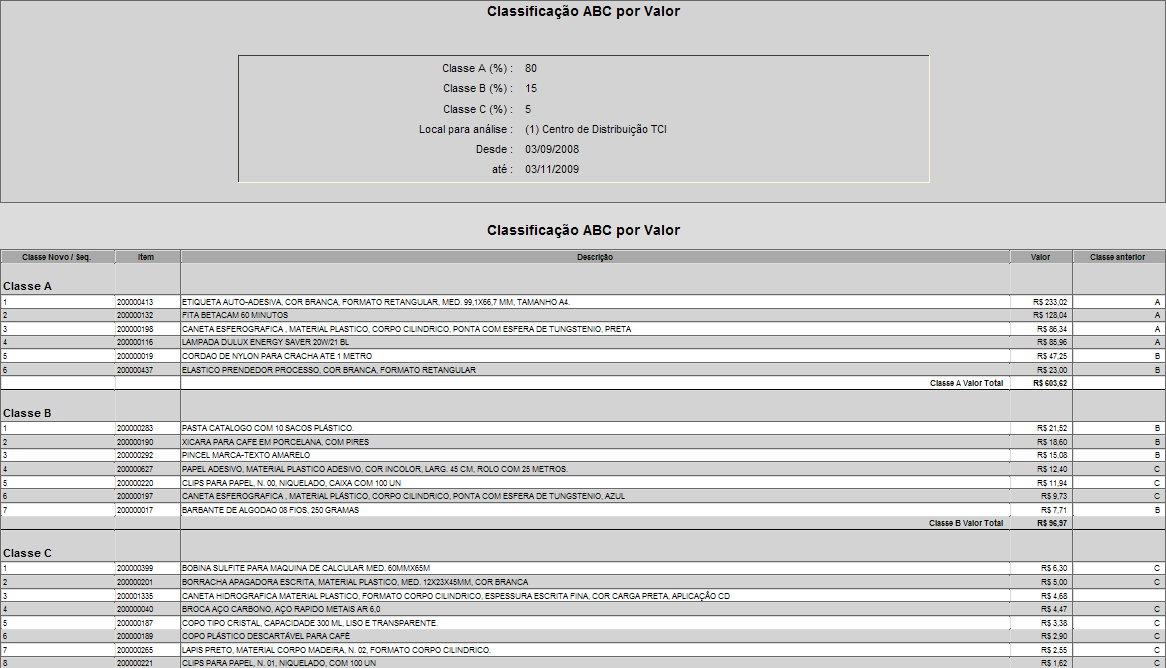 Classificação ABC por Valor
Classe A (%) : 80
Classe B (%) : 15
Classe C (%) : 5
Local para análise : (1) Centro de Distribuição TCI
Desde : 03/09/2008
até : 03/11/2009
Classificação ABC por Valor
Classe Novo / Seq. Item Descrição Valor Classe anterior
Classe A
1 200000413 ETIQUETA AUTO-ADESIVA, COR BRANCA, FORMATO RETANGULAR, MED. 99,1X66,7 MM, TAMANHO A4. R$ 233,02 A
2 200000132 FITA BETACAM 60 MINUTOS R$ 128,04 A
3 200000198 CANETA ESFEROGRAFICA , MATERIAL PLASTICO, CORPO CILINDRICO, PONTA COM ESFERA DE TUNGSTENIO, PRETA R$ 86,34 A
4 200000116 LAMPADA DULUX ENERGY SAVER 20W/21 BL R$ 85,96 A
5 200000019 CORDAO DE NYLON PARA CRACHA ATE 1 METRO R$ 47,25 B
6 200000437 ELASTICO PRENDEDOR PROCESSO, COR BRANCA, FORMATO RETANGULAR R$ 23,00 B
Classe A Valor Total R$ 603,62
Classe B
1 200000283 PASTA CATALOGO COM 10 SACOS PLÁSTICO. R$ 21,52 B
2 200000190 XICARA PARA CAFE EM PORCELANA, COM PIRES R$ 18,60 B
3 200000292 PINCEL MARCA-TEXTO AMARELO R$ 15,08 B
4 200000627 PAPEL ADESIVO, MATERIAL PLASTICO ADESIVO, COR INCOLOR, LARG. 45 CM, ROLO COM 25 METROS. R$ 12,40 C
5 200000220 CLIPS PARA PAPEL, N. 00, NIQUELADO, CAIXA COM 100 UN R$ 11,94 C
6 200000197 CANETA ESFEROGRAFICA , MATERIAL PLÁSTICO, CORPO CILINDRICO, PONTA COM ESFERA DE TUNGSTENIO, AZUL R$ 9,73 C
7 200000017 BARBANTE DE ALGODAO 08 FIOS, 250 GRAMAS R$ 7,71 B
Classe B Valor Total R$ 96,97
Classe C
1 200000399 BOBINA SULFITE PARA MAQUINA DE CALCULAR MED. 60MMX65M R$ 6,30 C
2 200000201 BORRACHA APAGADORA ESCRITA, MATERIAL PLASTICO, MED. 12X23X45MM, COR BRANCA R$ 5,00 C
3 200001335 CANETA HIDROGRAFICA MATERIAL PLASTICO, FORMATO CORPO CILINDRICO, ESPESSURA ESCRITA FINA, COR CARGA PRETA, APLICAÇÃO CD R$ 4,68
4 200000040 BROCA AÇO CARBONO, AÇO RAPIDO METAIS AR 6,0 R$ 4,47 C
5 200000187 COPO TIPO CRISTAL, CAPACIDADE 300 ML, LISO E TRANSPARENTE. R$ 3,38 C
6 200000189 COPO PLÁSTICO DESCARTÁVEL PARA CAFÉ R$ 2,90 C
7 200000265 LAPIS PRETO, MATERIAL CORPO MADEIRA, N. 02, FORMATO CORPO CILINDRICO. R$ 2,55 C
8 200000221 CLIPS PARA PAPEL, N. 01, NIQUELADO, COM 100 UN R$ 1,62 C